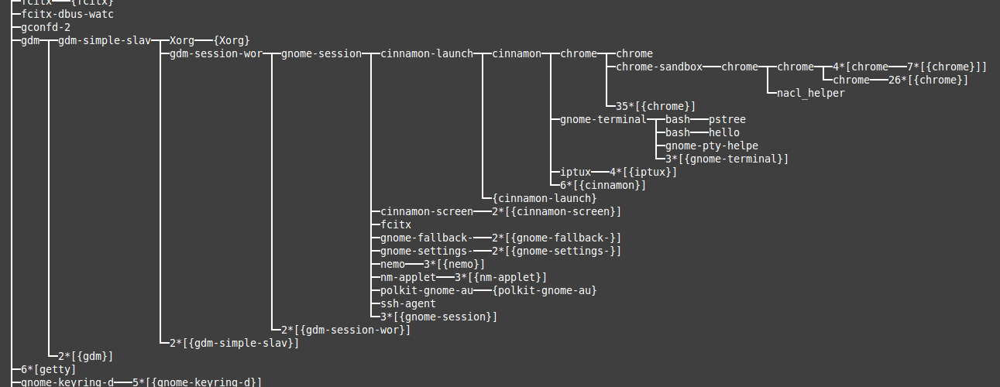 ├─fcitx───{fcitx}
├─fcitx-dbus-watc
├─gconfd-2
├─gdm─┬─gdm-simple-slav─┬─Xorg───{Xorg}
│     │                 ├─gdm-session-wor─┬─gnome-session─┬─cinnamon-launch─┬─cinnamon─┬─chrome─┬─chrome
│     │                 │                 │               │                 │          │        ├─chrome-sandbox───chrome─┬─chrome─┬─4*[chrome───7*[{chrome}]]
│     │                 │                 │               │                 │          │        │                         │        └─chrome───26*[{chrome}]
│     │                 │                 │               │                 │          │        │                         └─nacl_helper
│     │                 │                 │               │                 │          │        └─35*[{chrome}]
│     │                 │                 │               │                 │          ├─gnome-terminal─┬─bash───pstree
│     │                 │                 │               │                 │          │                ├─bash───hello
│     │                 │                 │               │                 │          │                ├─gnome-pty-helpe
│     │                 │                 │               │                 │          │                └─3*[{gnome-terminal}]
│     │                 │                 │               │                 │          ├─iptux───4*[{iptux}]
│     │                 │                 │               │                 │          └─6*[{cinnamon}]
│     │                 │                 │               │                 └─{cinnamon-launch}
│     │                 │                 │               ├─cinnamon-screen───2*[{cinnamon-screen}]
│     │                 │                 │               ├─fcitx
│     │                 │                 │               ├─gnome-fallback-───2*[{gnome-fallback-}]
│     │                 │                 │               ├─gnome-settings-───2*[{gnome-settings-}]
│     │                 │                 │               ├─nemo───3*[{nemo}]
│     │                 │                 │               ├─nm-applet───3*[{nm-applet}]
│     │                 │                 │               ├─polkit-gnome-au───{polkit-gnome-au}
│     │                 │                 │               ├─ssh-agent
│     │                 │                 │               └─3*[{gnome-session}]
│     │                 │                 └─2*[{gdm-session-wor}]
│     │                 └─2*[{gdm-simple-slav}]
│     └─2*[{gdm}]
├─6*[getty]
├─gnome-keyring-d───5*[{gnome-keyring-d}]